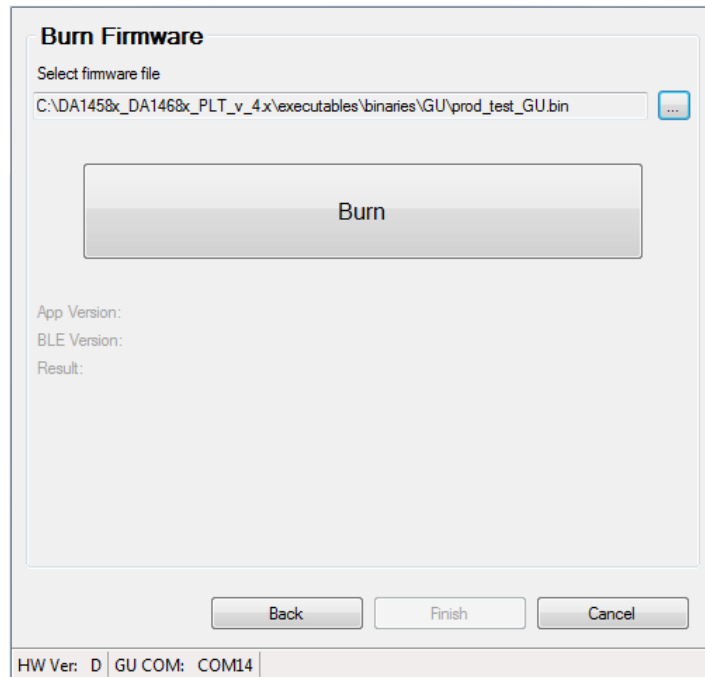 Burn Firmware
Select firmware file
C:\DA1458x_DA1468x_PLT_v_4.x\executables\binaries\GU\prod_test_GU.bin ...
Burn
App Version:
BLE Version:
Result:
Back Finish Cancel
HW Ver: D GU COM: COM14